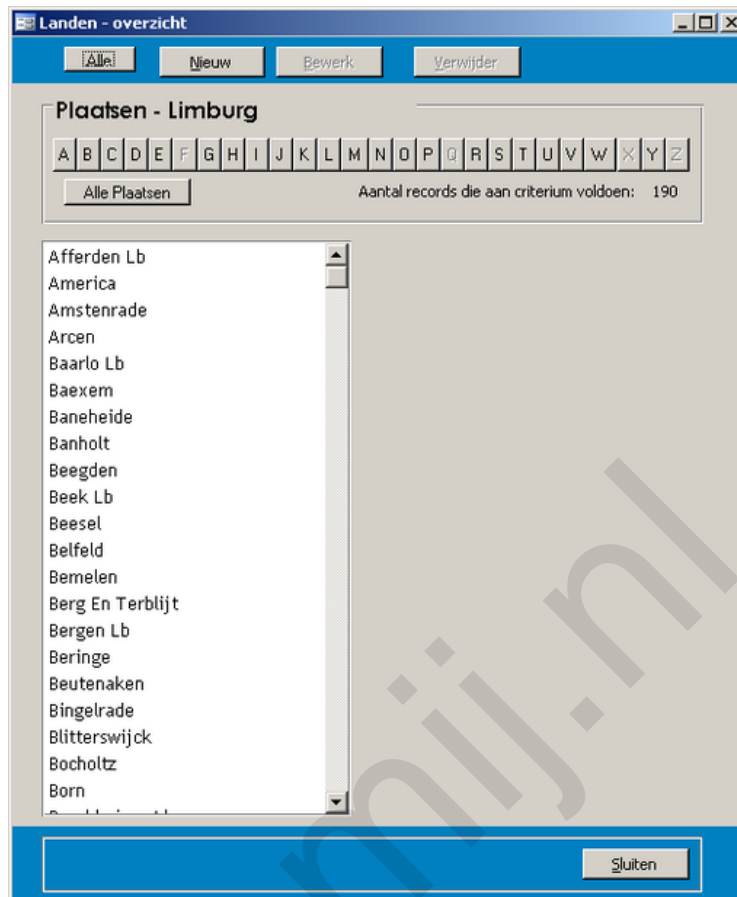 Landen - overzicht
Alle Nieuw Bewerk Verwijder
Plaatsen - Limburg
A B C D E F G H I J K L M N O P Q R S T U V W X Y Z
Alle Plaatsen Aantal records die aan criterium voldoen: 190
Afferden Lb
America
Amstenrade
Arcen
Baarlo Lb
Baexem
Baneheide
Banholt
Beegden
Beek Lb
Beesel
Belfeld
Bemelen
Berg En Terblijt
Bergen Lb
Beringe
Beutenaken
Bingelrade
Blitterswijck
Bocholtz
Born
Sluiten
mij.nl